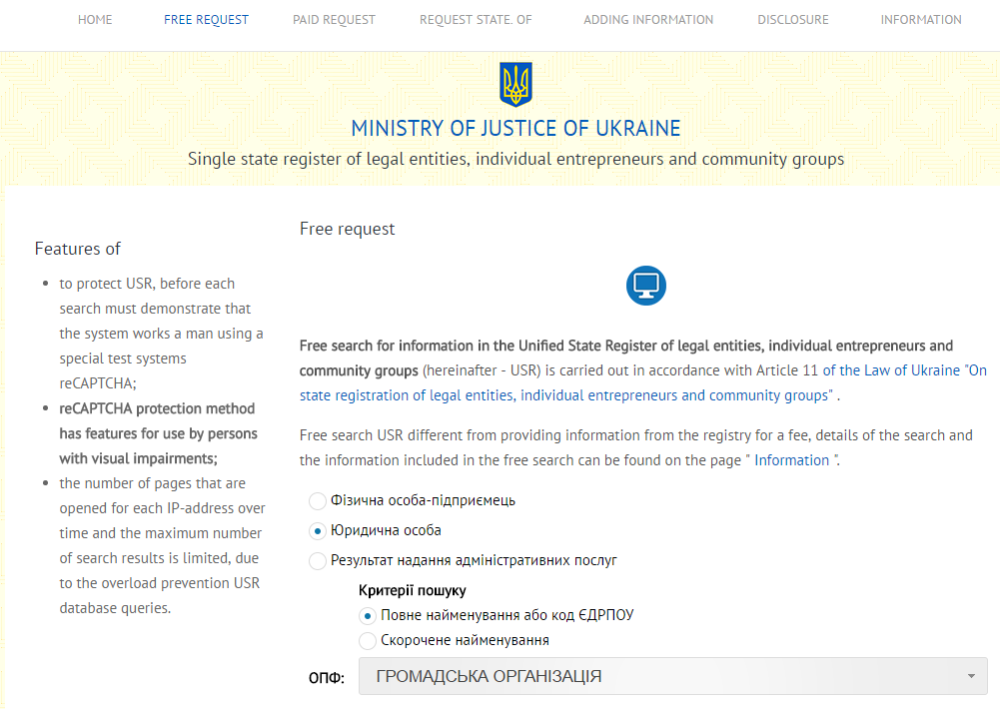 HOME FREE REQUEST PAID REQUEST REQUEST STATE. OF ADDING INFORMATION DISCLOSURE INFORMATION
MINISTRY OF JUSTICE OF UKRAINE
Single state register of legal entities, individual entrepreneurs and community groups
Features of
to protect USR, before each
search must demonstrate that
the system works a man using a
special test systems
reCAPTCHA;
reCAPTCHA protection method
has features for use by persons
with visual impairments;
the number of pages that are
opened for each IP-address over
time and the maximum number
of search results is limited, due
to the overload prevention USR
database queries.
Free request
Free search for information in the Unified State Register of legal entities, individual entrepreneurs and
community groups (hereinafter - USR) is carried out in accordance with Article 11 of the Law of Ukraine "On
state registration of legal entities, individual entrepreneurs and community groups" .
Free search USR different from providing information from the registry for a fee, details of the search and
the information included in the free search can be found on the page " Information ".
Фізична особа-підприємець
Юридична особа
Результат надання адміністративних послуг
Критерії пошуку
Повне найменування або код ЄДРПОУ
Скорочене найменування
ОПФ: ГРОМАДСЬКА ОРГАНІЗАЦІЯ